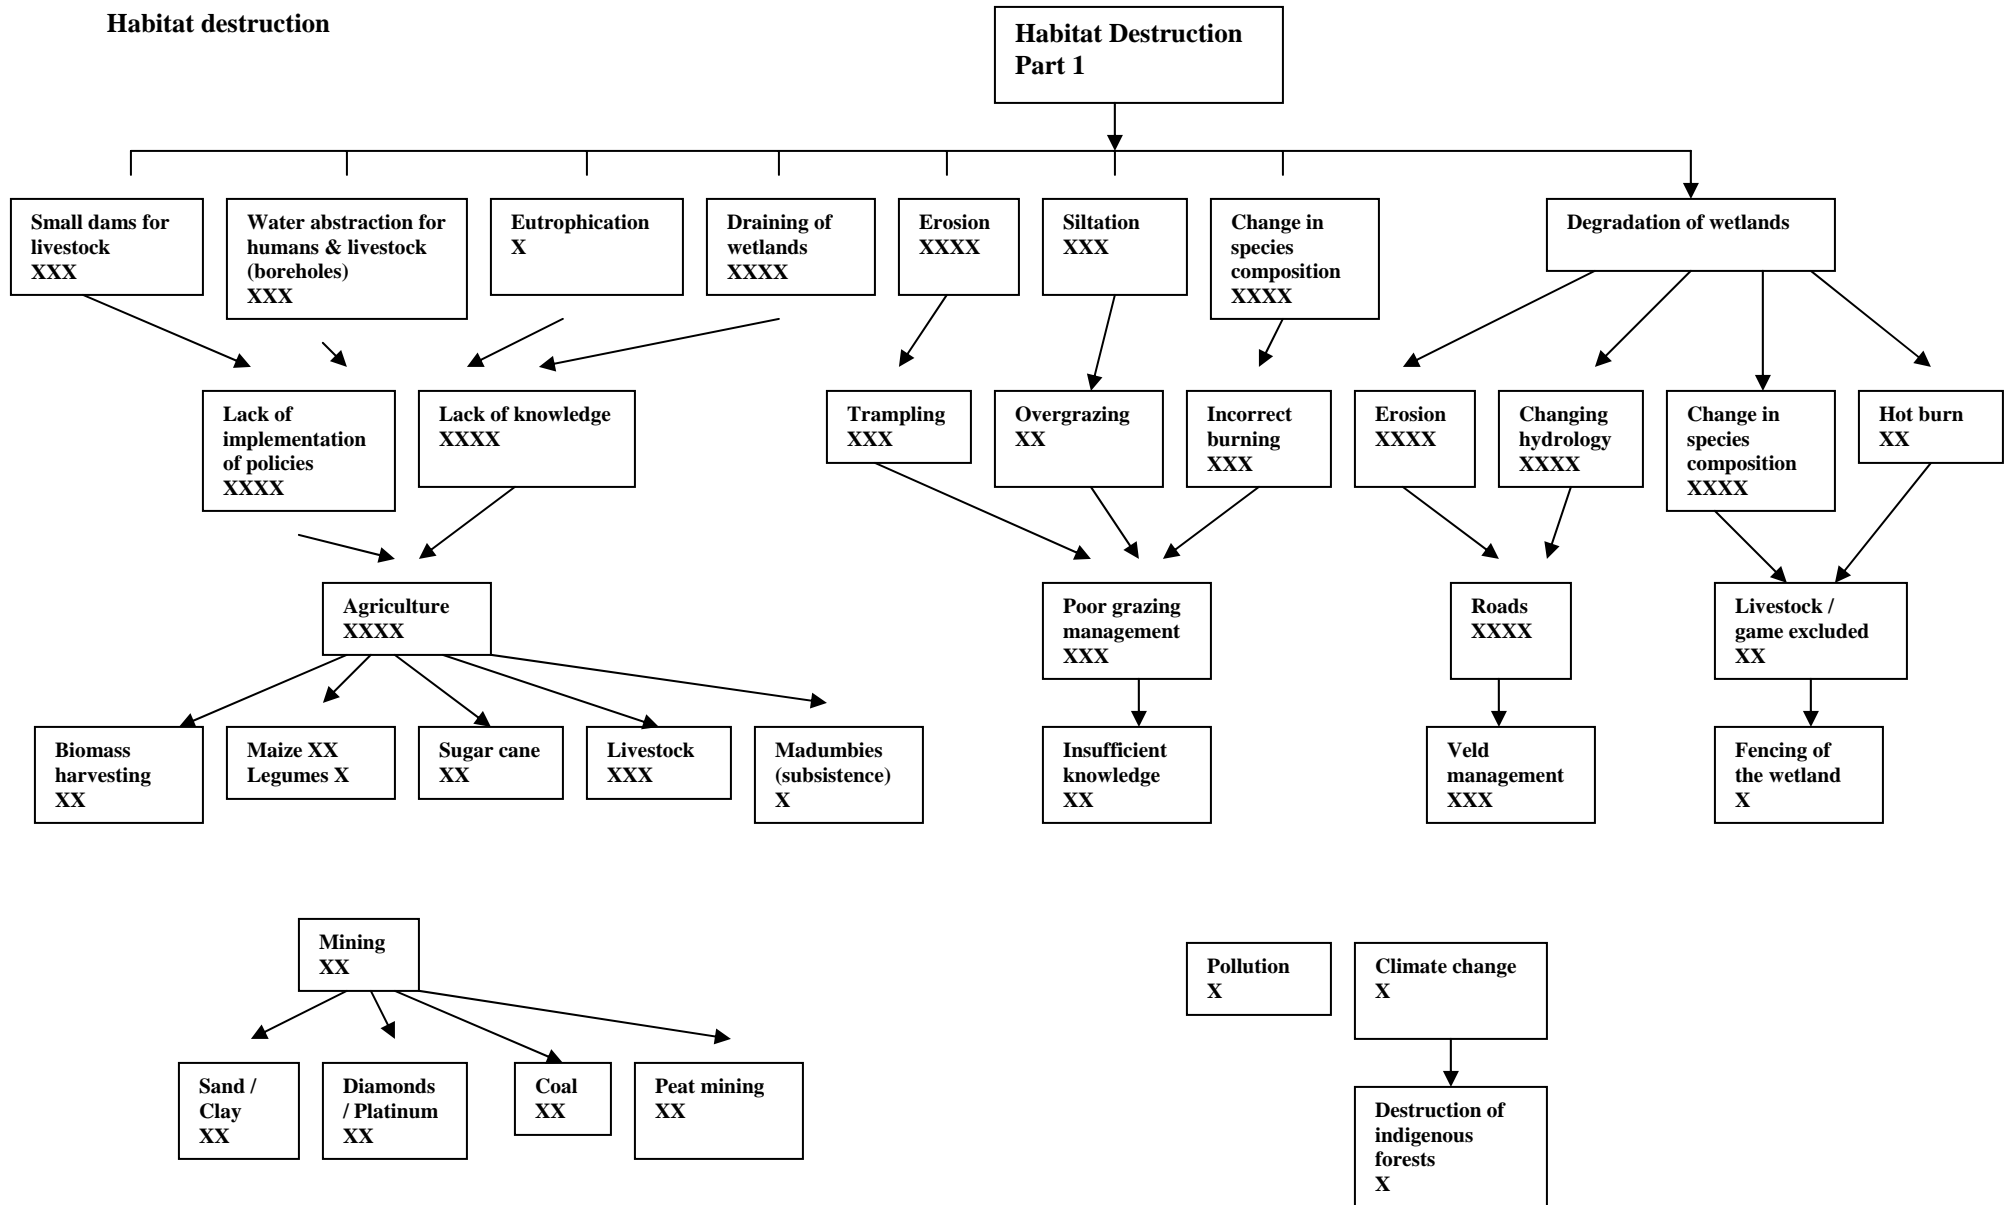 Habitat destruction
Habitat Destruction
Part 1
Small dams for
livestock
XXX
Water abstraction for
humans & livestock
(boreholes)
XXX
Eutrophication
X
Draining of
wetlands
XXXX
Erosion
XXXX
Siltation
XXX
Change in
species
composition
XXXX
Degradation of wetlands
Lack of
implementation
of policies
XXXX
Lack of knowledge
XXXX
Trampling
XXX
Overgrazing
XX
Incorrect
burning
XXX
Erosion
XXXX
Changing
hydrology
XXXX
Change in
species
composition
XXXX
Hot burn
XX
Agriculture
XXXX
Poor grazing
management
XXX
Roads
XXXX
Livestock /
game excluded
XX
Biomass
harvesting
XX
Maize XX
Legumes X
Sugar cane
XX
Livestock
XXX
Madumbies
(subsistence)
X
Insufficient
knowledge
XX
Veld
management
XXX
Fencing of
the wetland
X
Mining
XX
Pollution
X
Climate change
X
Sand /
Clay
XX
Diamonds
/ Platinum
XX
Coal
XX
Peat mining
XX
Destruction of
indigenous
forests
X